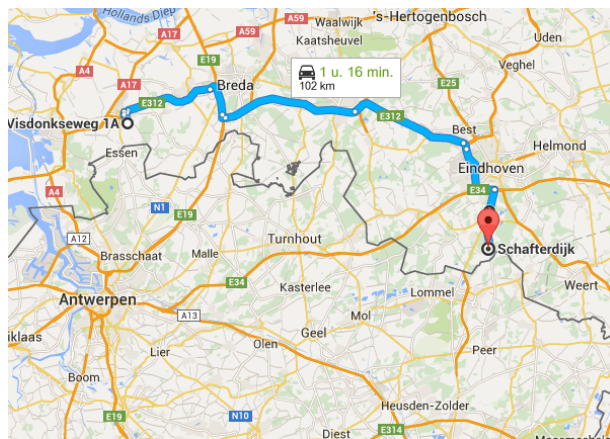 Hollands Diep
A59
Waalwijk
's-Hertogenbosch
A17
A59
Kaatsheuvel
Uden
E19
A4
A17
Breda
1 u. 16 min.
102 km
Veghel
E25
E312
Visdonkseweg 1A
E312
Best
Helmond
Essen
Eindhoven
A4
E34
N1
E19
A12
Turnhout
Schafterdijk
Brasschaat
Malle
E34
Kasterlee
Lommel
Weert
Antwerpen
A13
Mol
Geel
Lier
Olen
Peer
Boom
Heusden-Zolder
E19
N10
E314
Diest